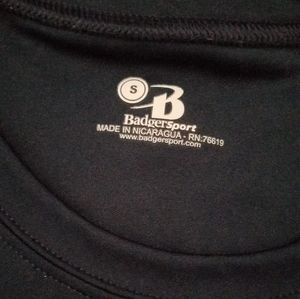 S
B
BadgerSport
MADE IN NICARAGUA - RN:76619
www.badgersport.com